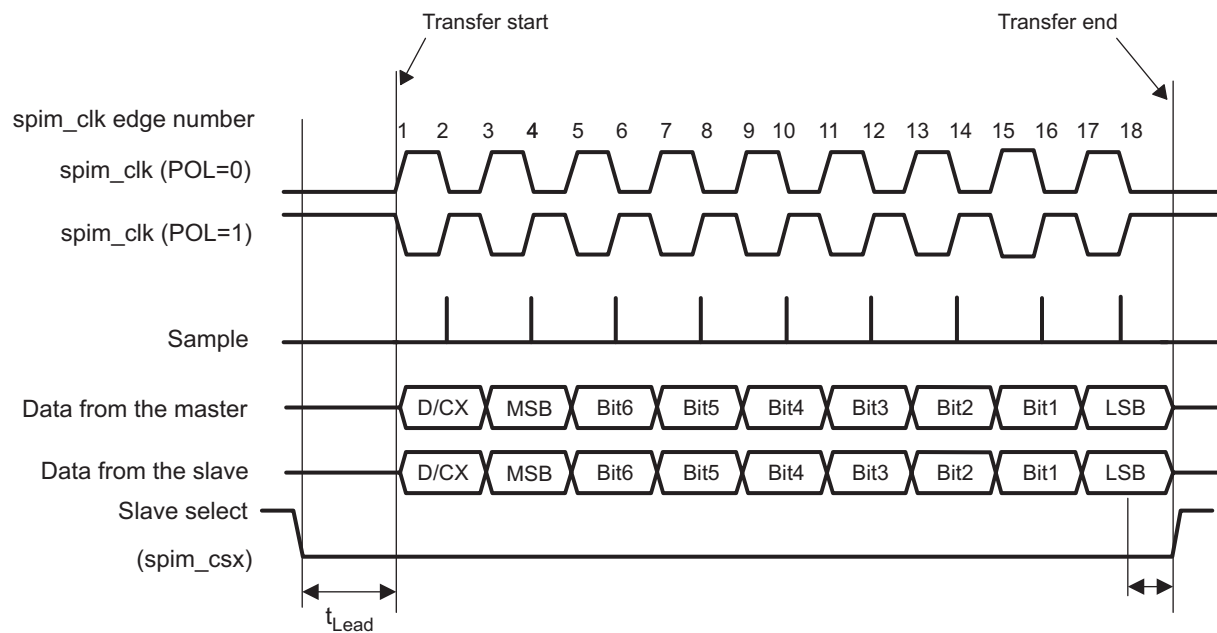 Transfer start
Transfer end
spim_clk edge number
1 2 3 4 5 6 7 8 9 10 11 12 13 14 15 16 17 18
spim_clk (POL=0)
spim_clk (POL=1)
Sample
Data from the master
D/CX MSB Bit6 Bit5 Bit4 Bit3 Bit2 Bit1 LSB
Data from the slave
D/CX MSB Bit6 Bit5 Bit4 Bit3 Bit2 Bit1 LSB
Slave select
(spim_csx)
tLead